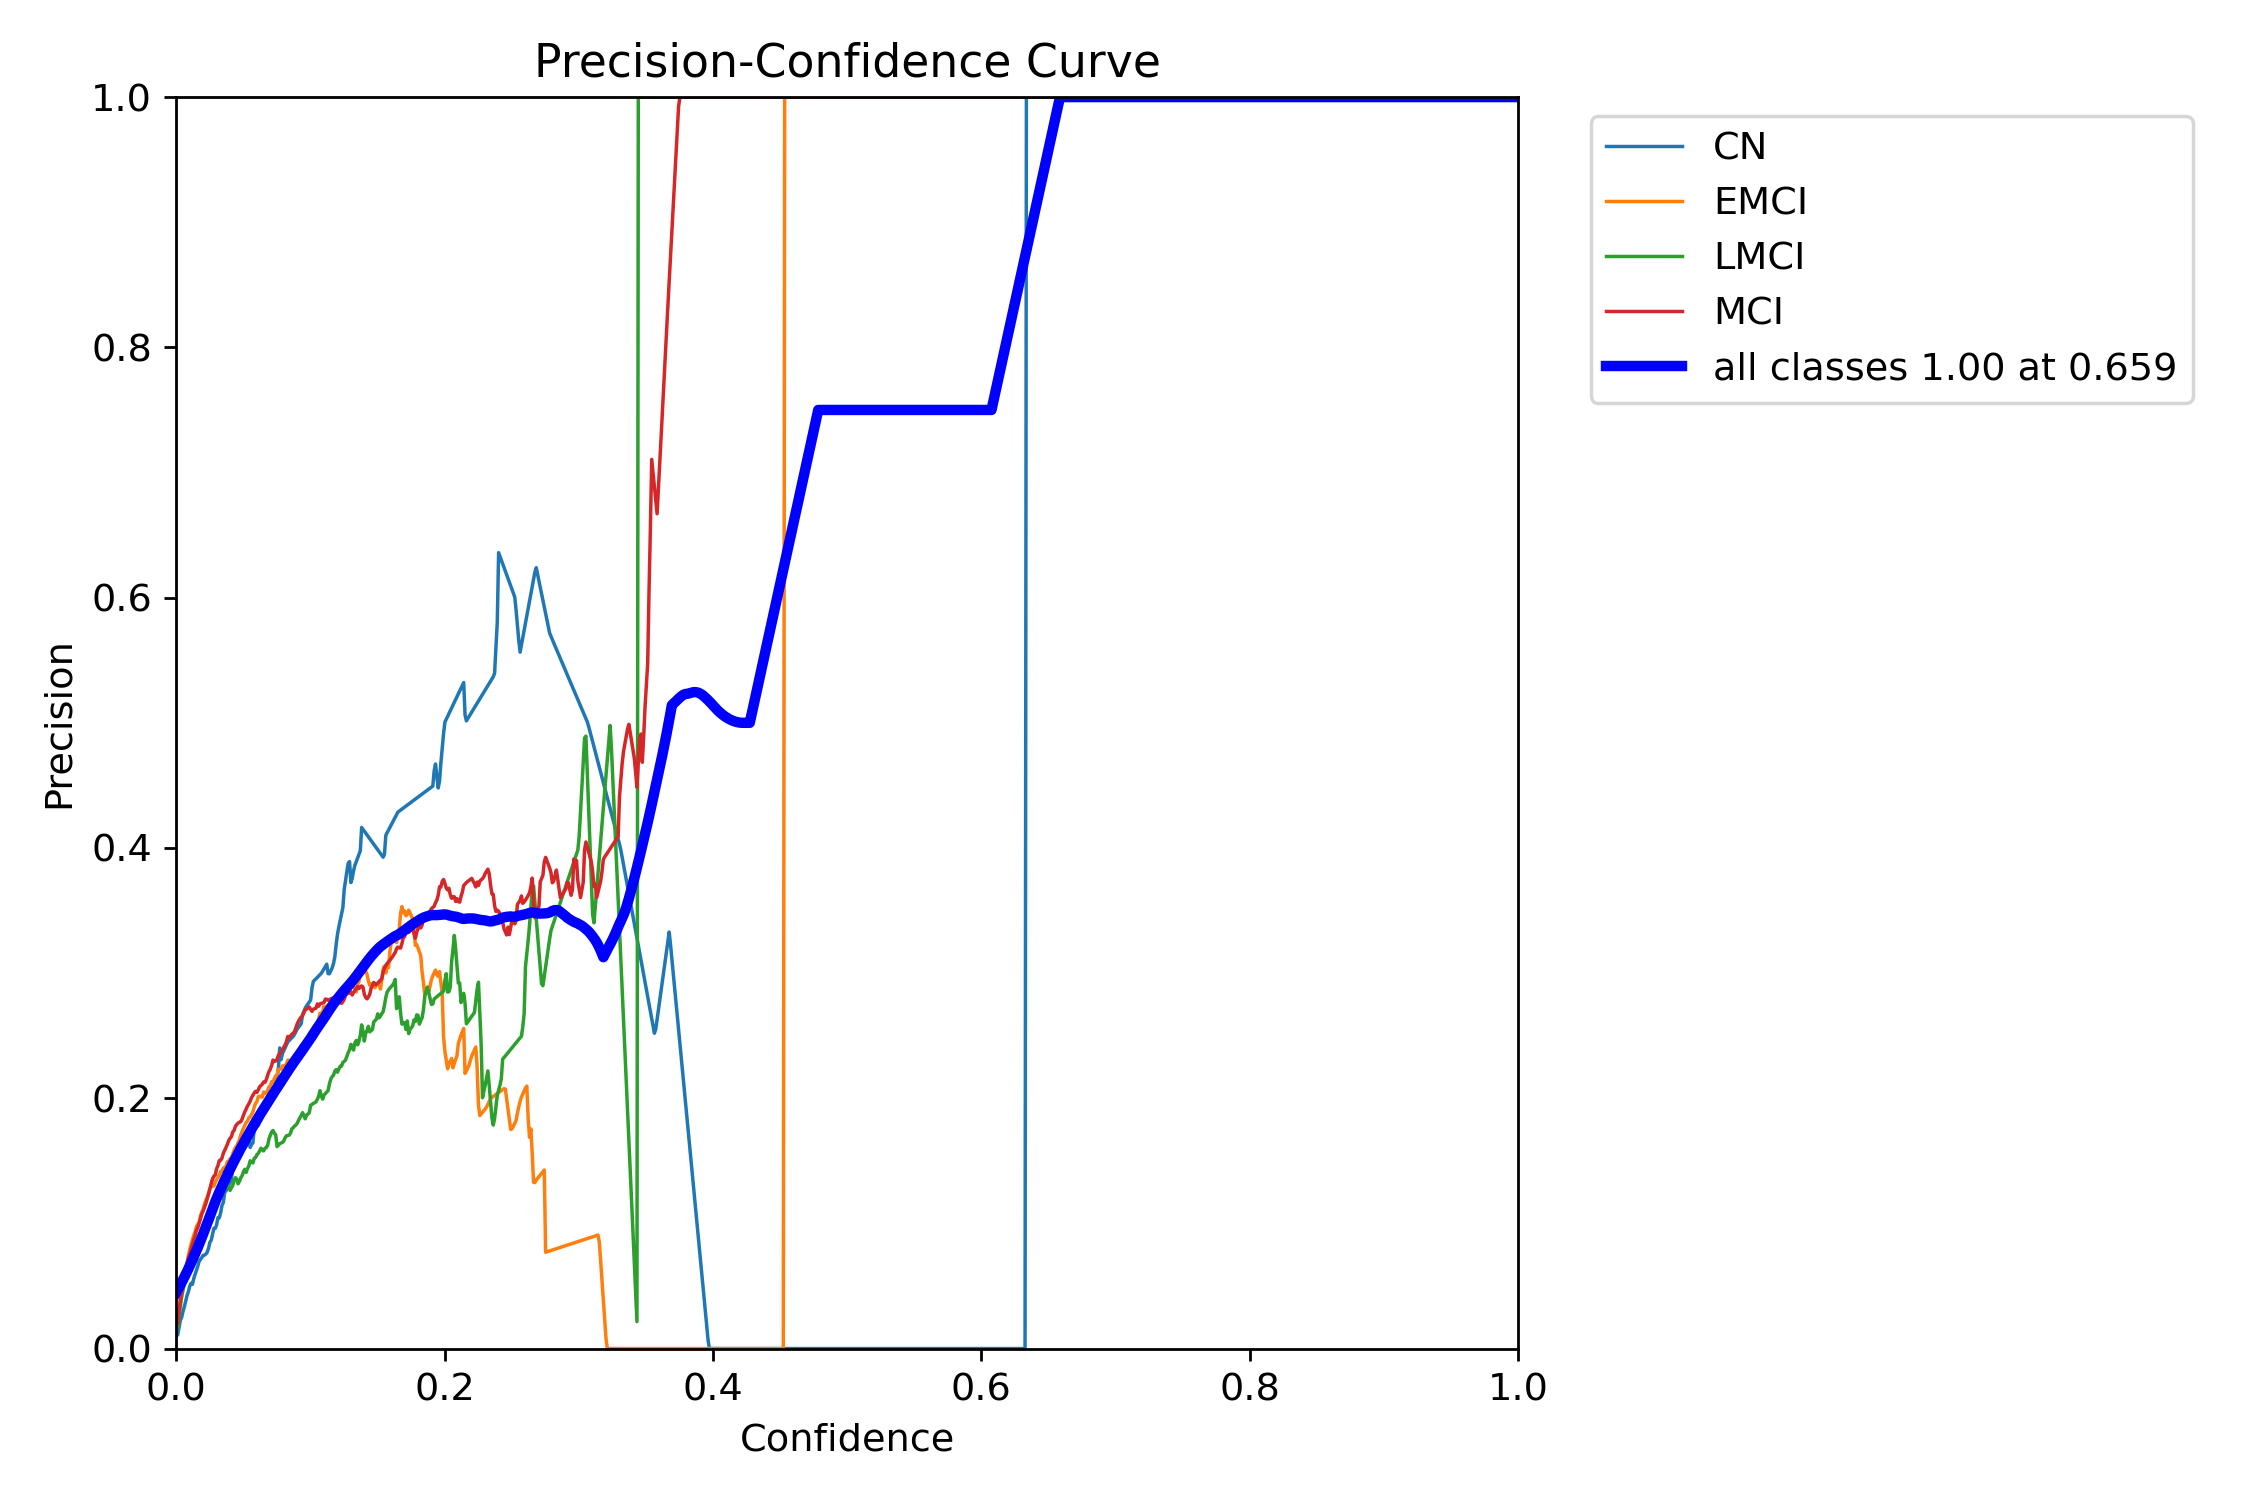 Precision-Confidence Curve
1.0
0.8
0.6
0.4
0.2
0.0
Precision
0.0 0.2 0.4 0.6 0.8 1.0
Confidence
CN
EMCI
LMCI
MCI
all classes 1.00 at 0.659